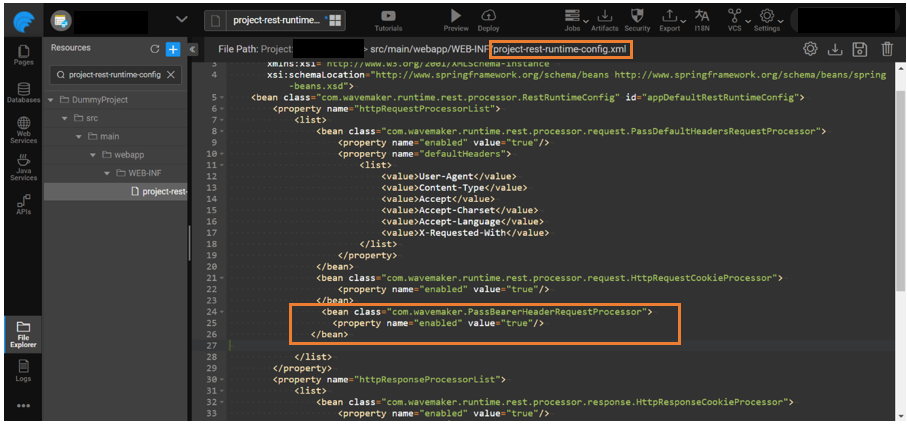 project-rest-runtime...
Tutorials
Preview
Deploy
Jobs
Artifacts
Security
Export
I18N
VCS
Settings
Pages
Databases
Web
Services
Java
Services
APIs
File
Explorer
Logs
Resources
project-rest-runtime-config
DummyProject
src
main
webapp
WEB-INF
project-rest-
File Path: Project: > src/main/webapp/WEB-INF/project-rest-runtime-config.xml
3 xmlns:xsi="http://www.w3.org/2001/XMLSchema-instance"
4 xsi:schemaLocation="http://www.springframework.org/schema/beans http://www.springframework.org/schema/beans/spring
-beans.xsd">
5 <bean class="com.wavemaker.runtime.rest.processor.RestRuntimeConfig" id="appDefaultRestRuntimeConfig">
6 <property name="httpRequestProcessorList">
7 <list>
8 <bean class="com.wavemaker.runtime.rest.processor.request.PassDefaultHeadersRequestProcessor">
9 <property name="enabled" value="true"/>
10 <property name="defaultHeaders">
11 <list>
12 <value>User-Agent</value>
13 <value>Content-Type</value>
14 <value>Accept</value>
15 <value>Accept-Charset</value>
16 <value>Accept-Language</value>
17 <value>X-Requested-With</value>
18 </list>
19 </property>
20 </bean>
21 <bean class="com.wavemaker.runtime.rest.processor.request.HttpRequestCookieProcessor">
22 <property name="enabled" value="true"/>
23 </bean>
24 <bean class="com.wavemaker.PassBearerHeaderRequestProcessor">
25 <property name="enabled" value="true"/>
26 </bean>
27
28 </list>
29 </property>
30 <property name="httpResponseProcessorList">
31 <list>
32 <bean class="com.wavemaker.runtime.rest.processor.response.HttpResponseCookieProcessor">
33 <property name="enabled" value="true"/>